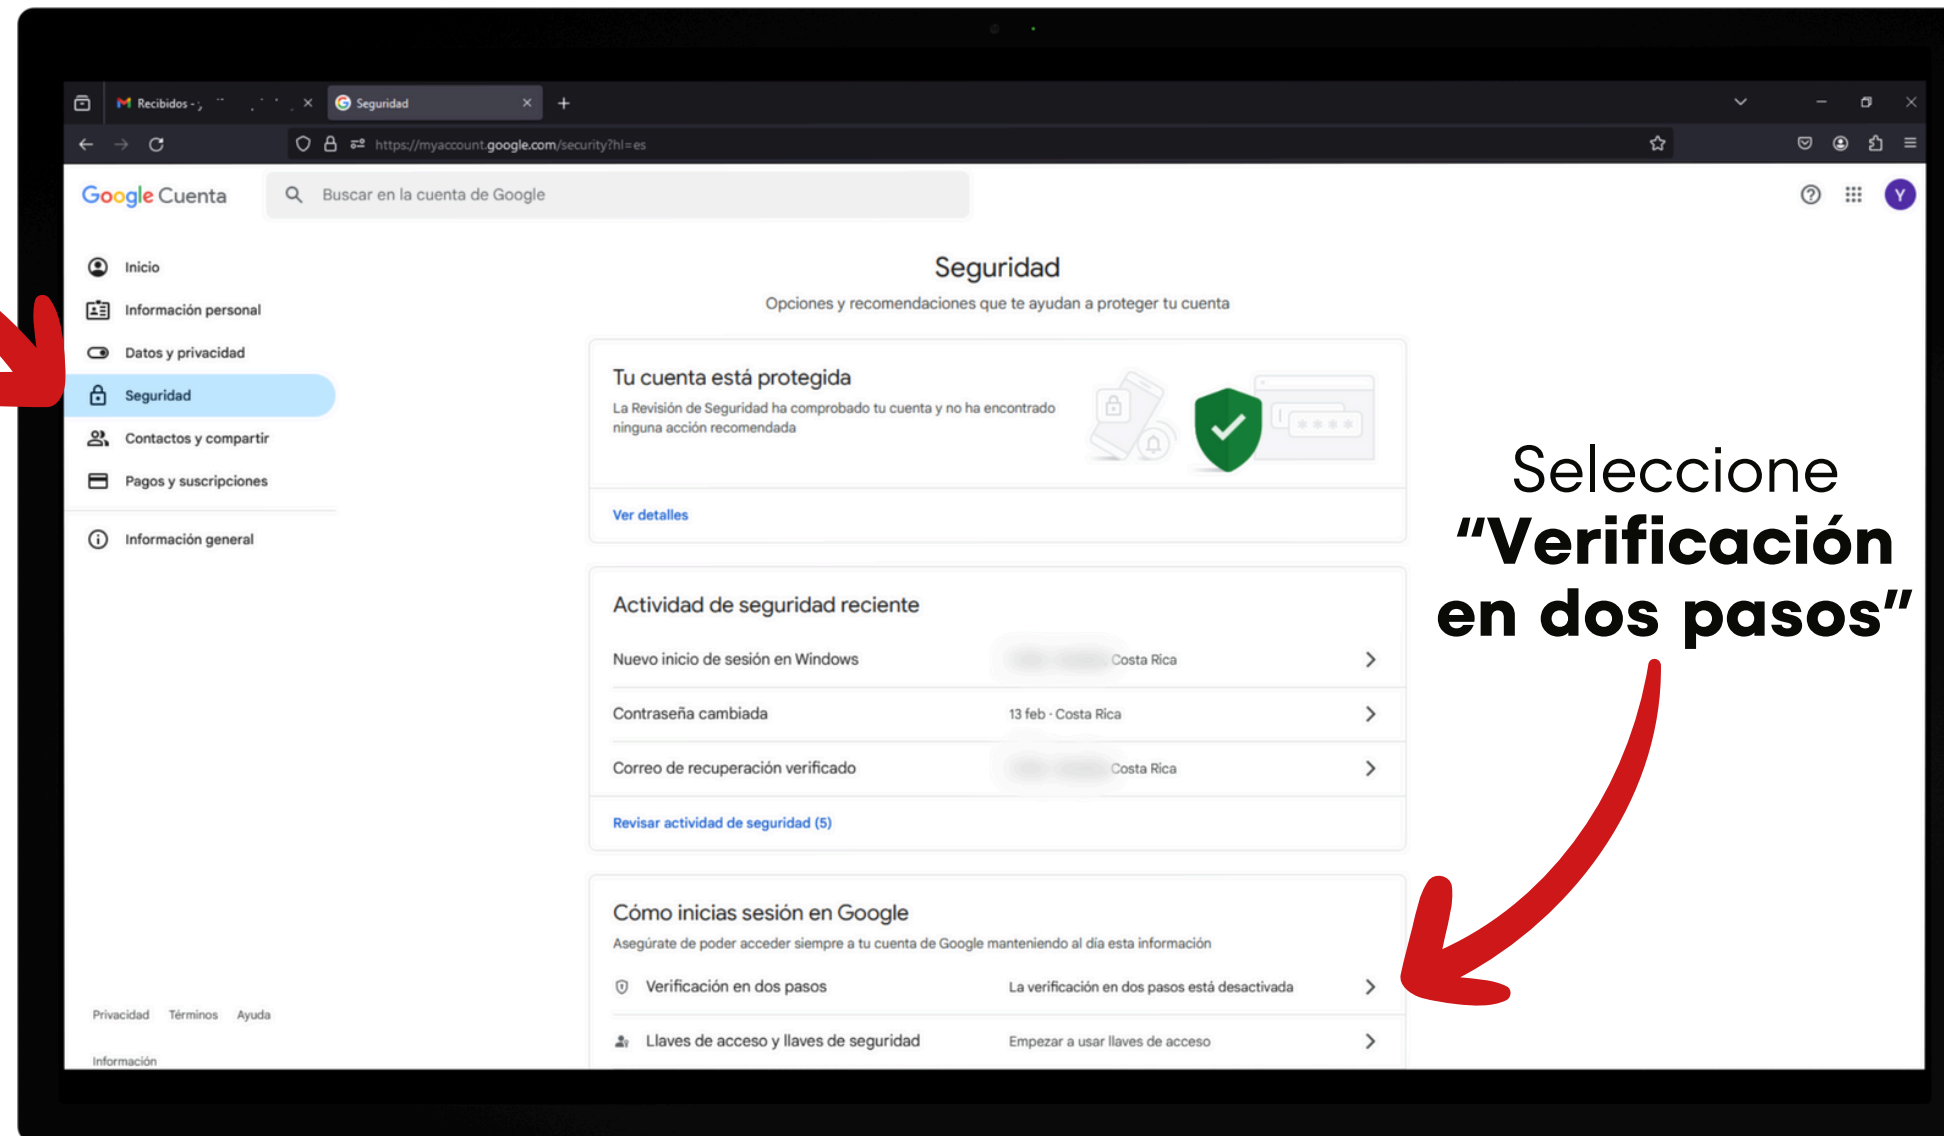 Recibidos -
Seguridad
https://myaccount.google.com/security?hl=es
Google Cuenta
Buscar en la cuenta de Google
Y
Inicio
Información personal
Datos y privacidad
Seguridad
Contactos y compartir
Pagos y suscripciones
Información general
Privacidad Términos Ayuda
Información
Seguridad
Opciones y recomendaciones que te ayudan a proteger tu cuenta
Tu cuenta está protegida
La Revisión de Seguridad ha comprobado tu cuenta y no ha encontrado
ninguna acción recomendada
Ver detalles
Actividad de seguridad reciente
Nuevo inicio de sesión en Windows Costa Rica
Contraseña cambiada 13 feb · Costa Rica
Correo de recuperación verificado Costa Rica
Revisar actividad de seguridad (5)
Cómo inicias sesión en Google
Asegúrate de poder acceder siempre a tu cuenta de Google manteniendo al día esta información
Verificación en dos pasos La verificación en dos pasos está desactivada
Llaves de acceso y llaves de seguridad Empezar a usar llaves de acceso
Seleccione
“Verificación
en dos pasos”